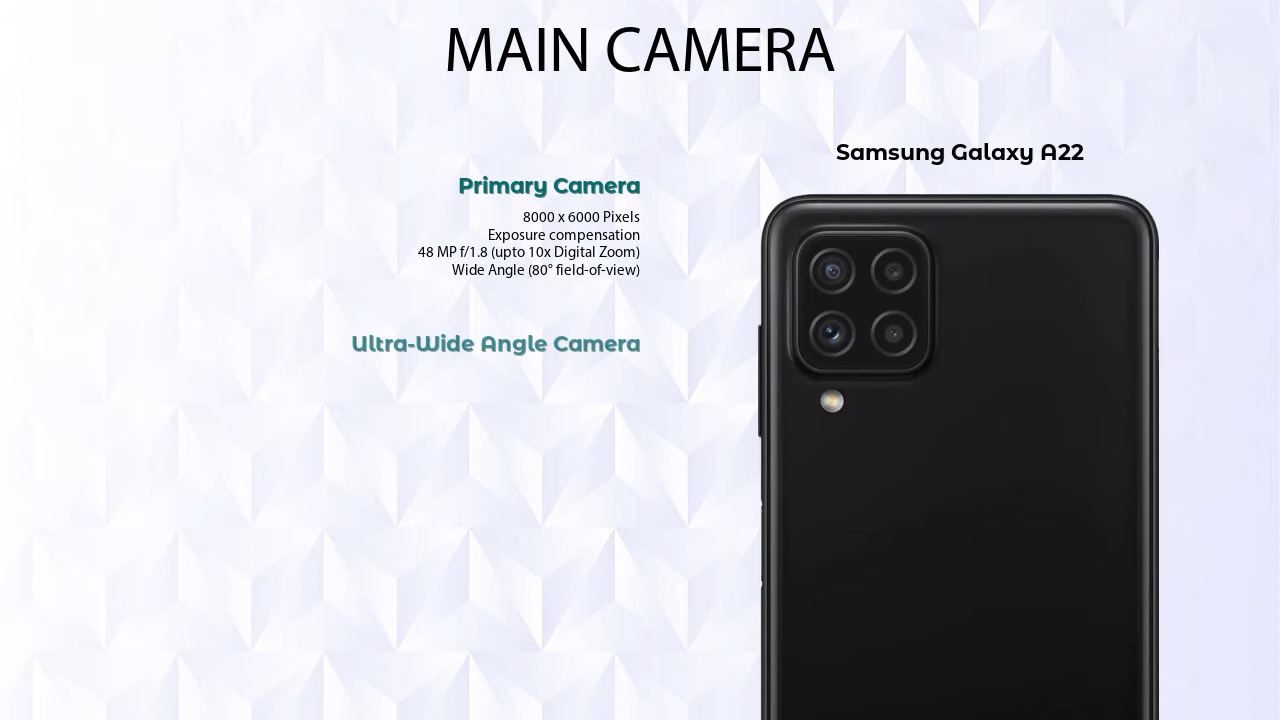 MAIN CAMERA
Samsung Galaxy A22
Primary Camera
8000 x 6000 Pixels
Exposure compensation
48 MP f/1.8 (upto 10x Digital Zoom)
Wide Angle (80° field-of-view)
Ultra-Wide Angle Camera